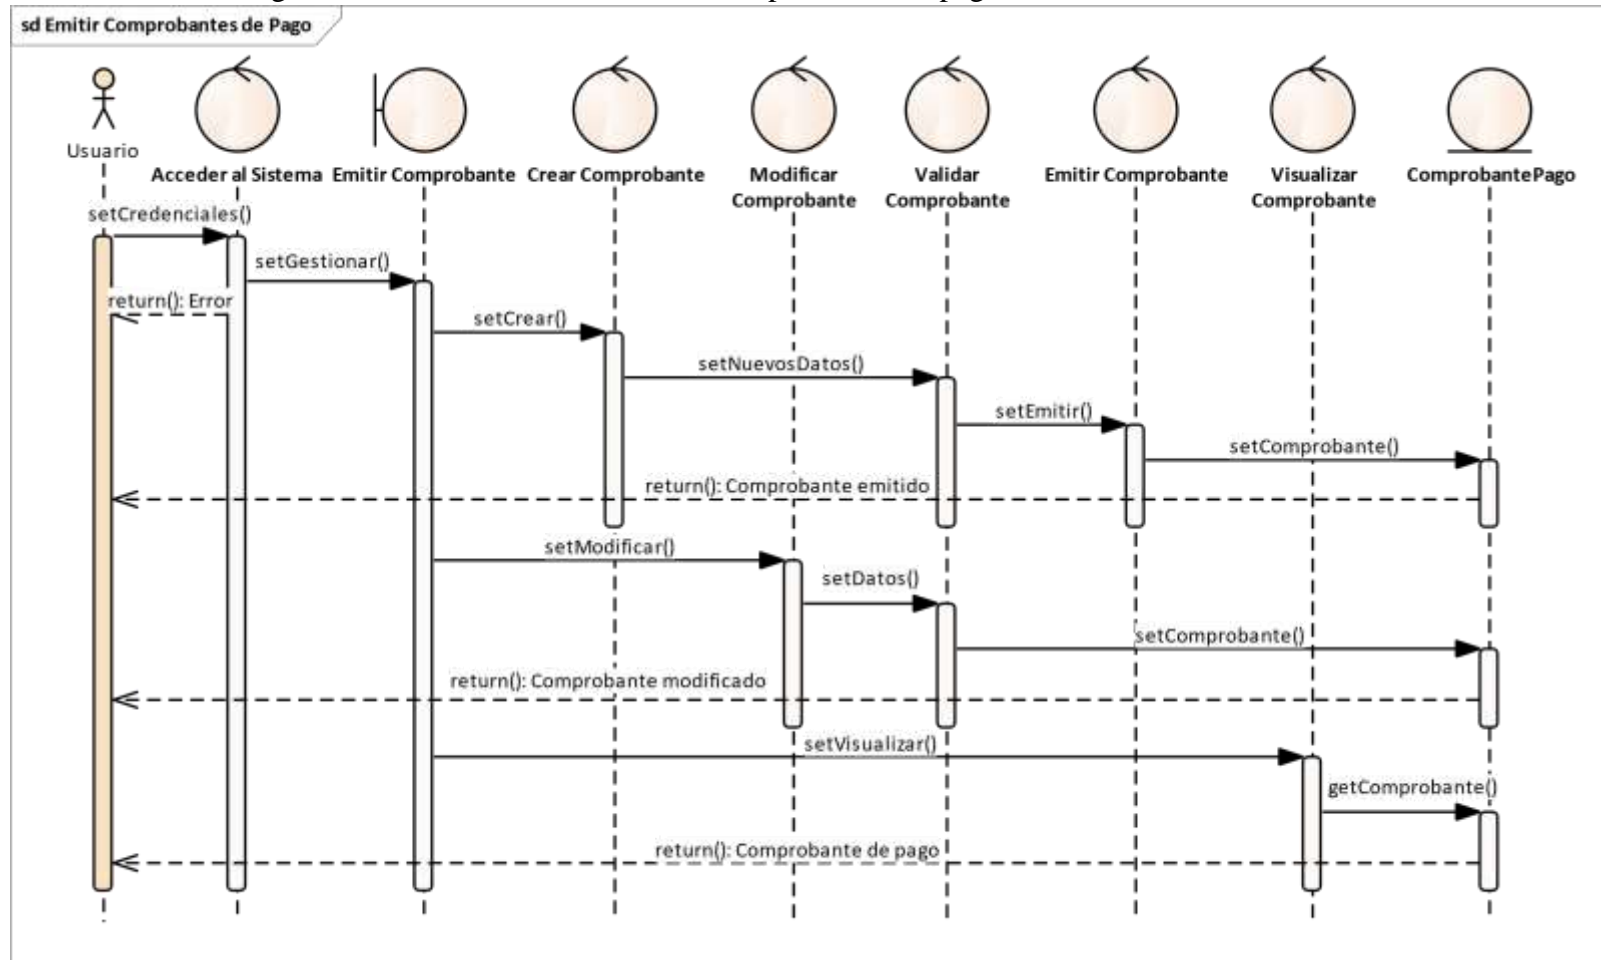 sd Emitir Comprobantes de Pago
Usuario
Acceder al Sistema
Emitir Comprobante
Crear Comprobante
Modificar
Comprobante
Validar
Comprobante
Emitir Comprobante
Visualizar
Comprobante
ComprobantePago
setCredenciales()
setGestionar()
return(): Error
setCrear()
setNuevosDatos()
setEmitir()
setComprobante()
return(): Comprobante emitido
setModificar()
setDatos()
setComprobante()
return(): Comprobante modificado
setVisualizar()
getComprobante()
return(): Comprobante de pago